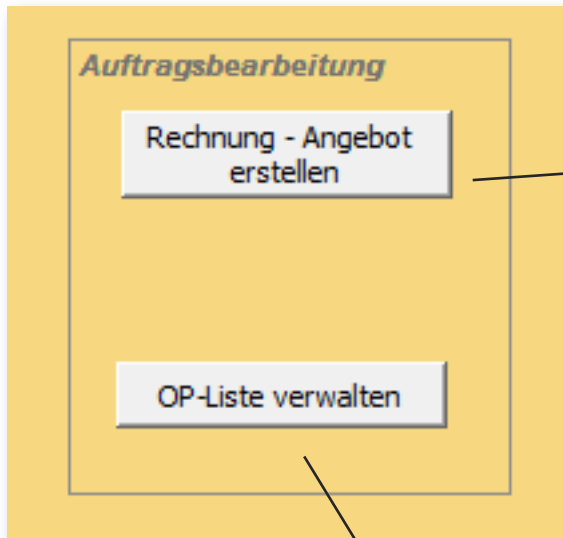 Auftragsbearbeitung
Rechnung - Angebot
erstellen
OP-Liste verwalten